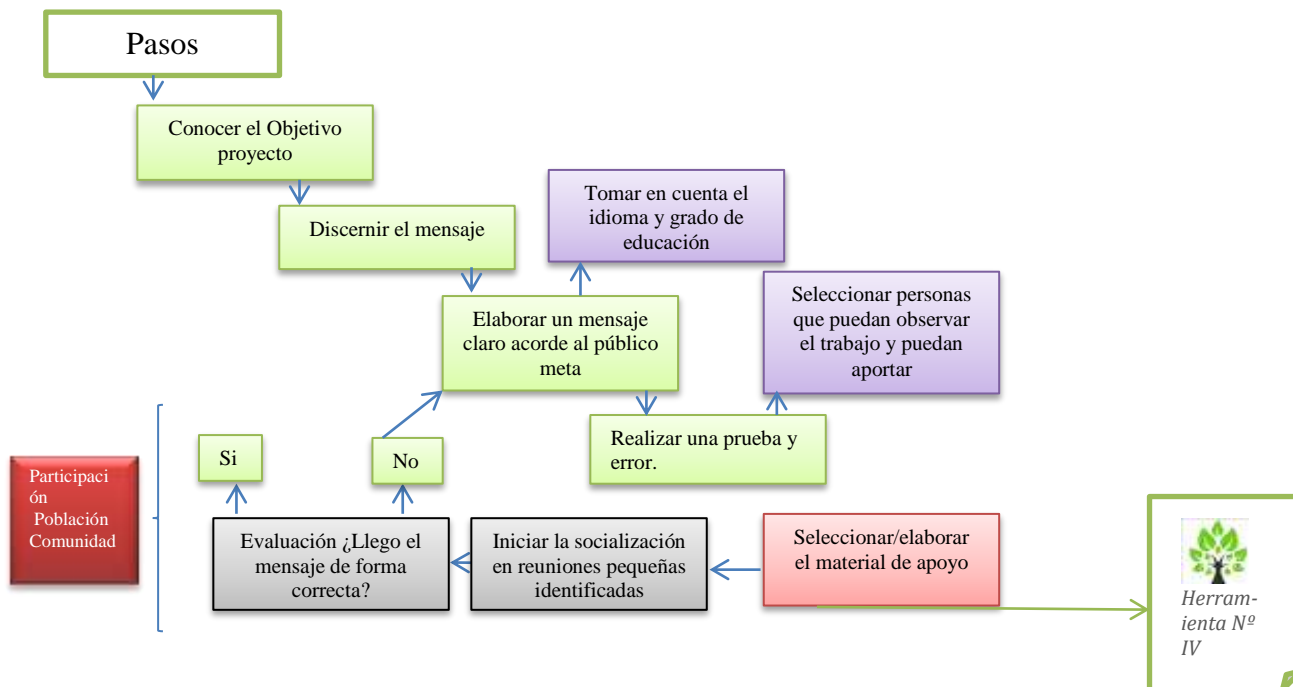 Pasos
Conocer el Objetivo
proyecto
Discernir el mensaje
Tomar en cuenta el
idioma y grado de
educación
Elaborar un mensaje
claro acorde al público
meta
Seleccionar personas
que puedan observar
el trabajo y puedan
aportar
Realizar una prueba y
error.
Si
No
Participaci
ón
Población
Comunidad
Evaluación ¿Llego el
mensaje de forma
correcta?
Iniciar la socialización
en reuniones pequeñas
identificadas
Seleccionar/elaborar
el material de apoyo
Herram-
ienta Nº
IV